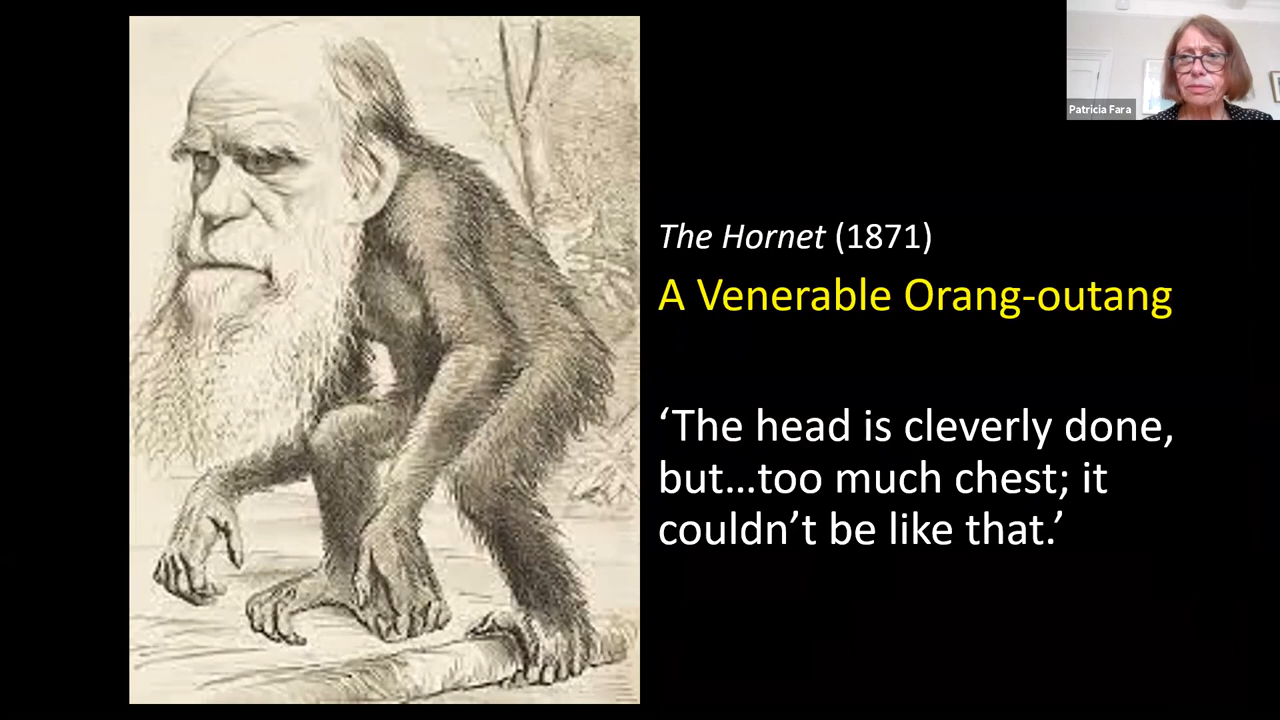 Patricia Fara
The Hornet (1871)
A Venerable Orang-outang
‘The head is cleverly done,
but…too much chest; it
couldn’t be like that.’